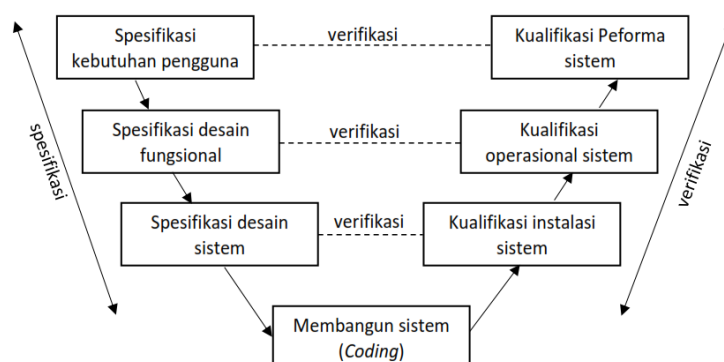 Spesifikasi
kebutuhan pengguna
verifikasi
Kualifikasi Peforma
sistem
spesifikasi
Spesifikasi desain
fungsional
verifikasi
Kualifikasi
operasional sistem
verifikasi
Spesifikasi desain
sistem
verifikasi
Kualifikasi instalasi
sistem
Membangun sistem
(Coding)